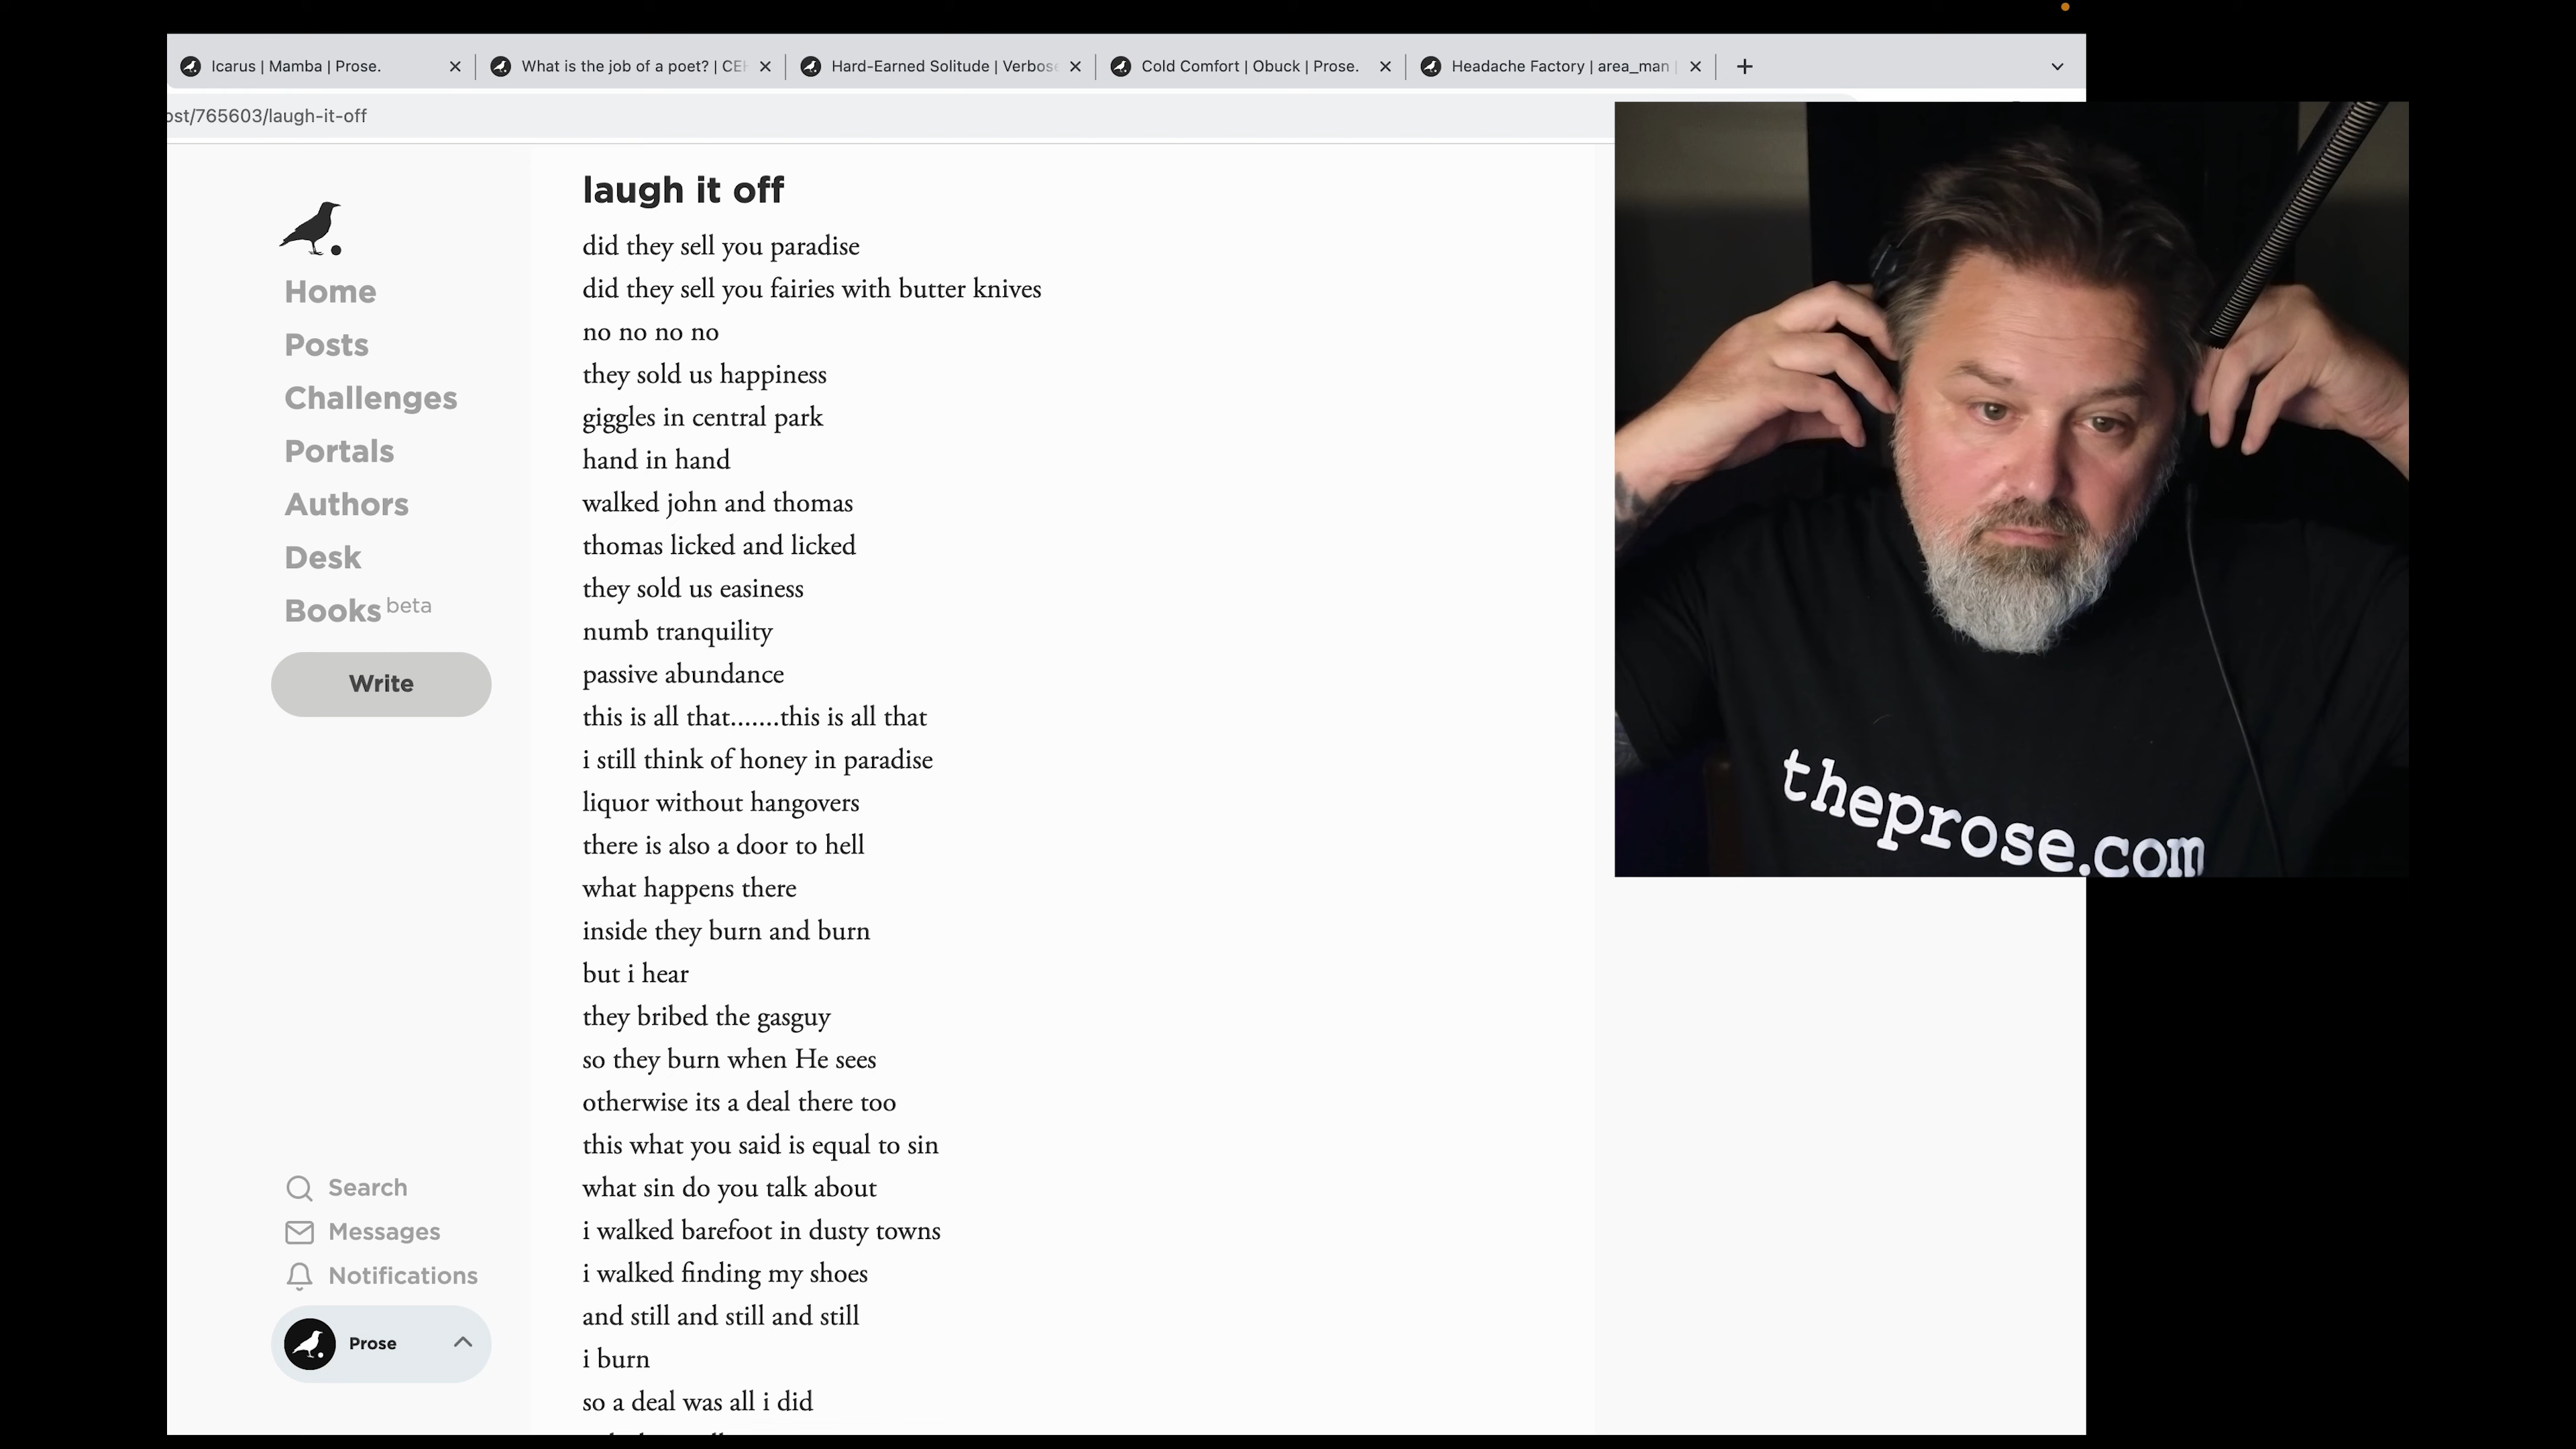 Icarus | Mamba | Prose.
What is the job of a poet? | CE
Hard-Earned Solitude | Verbose
Cold Comfort | Obuck | Prose.
Headache Factory | area_man |
ost/765603/laugh-it-off
Home
Posts
Challenges
Portals
Authors
Desk
Books beta
Write
Search
Messages
Notifications
Prose
laugh it off
did they sell you paradise
did they sell you fairies with butter knives
no no no no
they sold us happiness
giggles in central park
hand in hand
walked john and thomas
thomas licked and licked
they sold us easiness
numb tranquility
passive abundance
this is all that.......this is all that
i still think of honey in paradise
liquor without hangovers
there is also a door to hell
what happens there
inside they burn and burn
but i hear
they bribed the gasguy
so they burn when He sees
otherwise its a deal there too
this what you said is equal to sin
what sin do you talk about
i walked barefoot in dusty towns
i walked finding my shoes
and still and still and still
i burn
so a deal was all i did
theprose.com